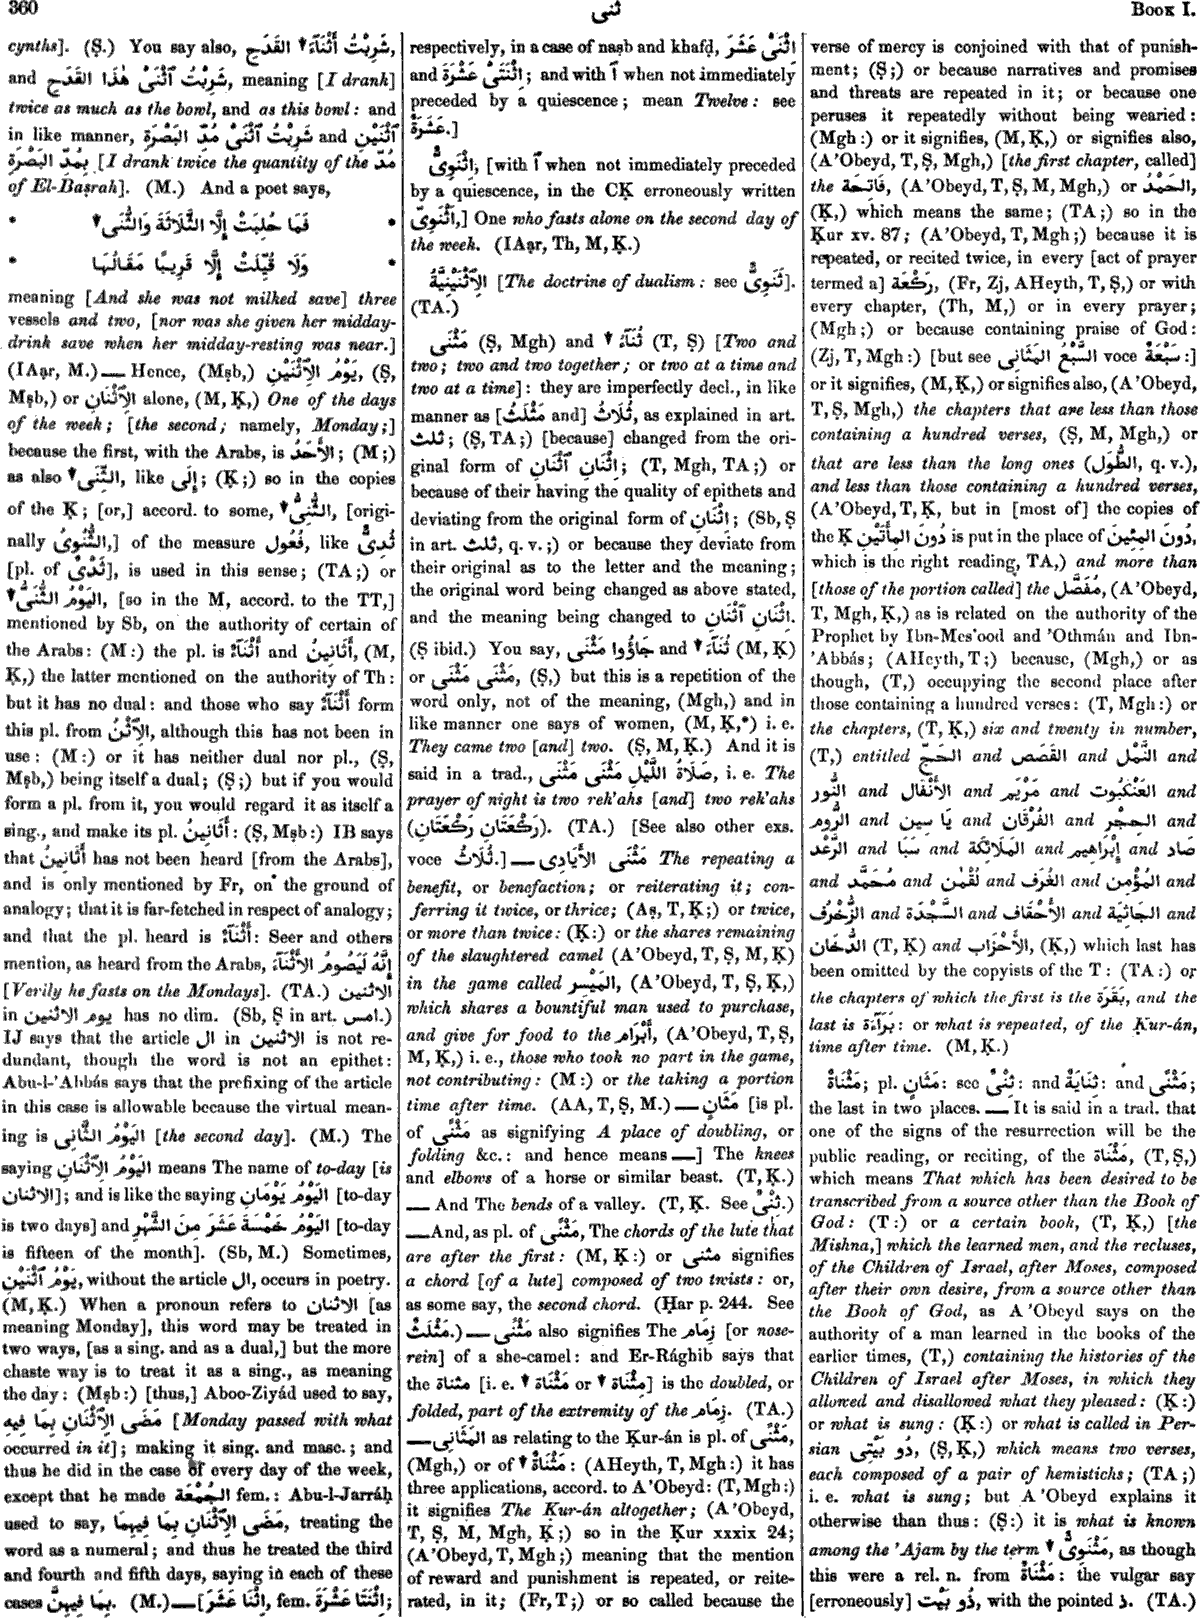 360
ثنى
BOOK I.
cynths]. (Ṣ.) You say also, شَرِبْتُ أَثْنَآءَ ↓ القَدَحِ,
and شَرِبْتُ ٱثْنَىْ هٰذَا القَدَحِ, meaning [I drank]
twice as much as the bowl, and as this bowl: and
in like manner, شَرِبْتُ ٱثْنَىْ مُدِّ البَصْرَةِ and ٱثْنَيْنِ
بِمُدِّ البَصْرَةِ [I drank twice the quantity of the مُدّ
of El-Baṣrah]. (M.) And a poet says,
* فَمَا حُلِبَتْ إِلَّا الثَّلَاثَةَ وَالثُّنَى ↓ *
* وَلَا قُيِّلَتْ إِلَّا قَرِيبًا مَقَالُهَا *
meaning [And she was not milked save] three
vessels and two, [nor was she given her midday-
drink save when her midday-resting was near.]
(IAạr, M.) — Hence, (Mṣb,) يَوْمُ الِٱثْنَيْنِ, (Ṣ,
Mṣb,) or الِٱثْنَانِ alone, (M, Ḳ,) One of the days
of the week; [the second; namely, Monday;]
because the first, with the Arabs, is الأَحَدُ; (M;)
as also الثِّنَى ↓, like إِلَى; (Ḳ;) so in the copies
of the Ḳ; [or,] accord. to some, الثُّنِىُّ ↓, [origi-
nally الثُّنُوىُ,] of the measure فُعُول, like ثُدِىٌّ
[pl. of ثَدْىٌ], is used in this sense; (TA;) or
اليَوْمُ الثُّنَىُّ ↓, [so in the M, accord. to the TT,]
mentioned by Sb, on the authority of certain of
the Arabs: (M:) the pl. is أَثْنَآءٌ and أَثَانِينُ, (M,
Ḳ,) the latter mentioned on the authority of Th:
but it has no dual: and those who say أَثْنَآءٌ form
this pl. from الِٱثْنُ, although this has not been in
use: (M:) or it has neither dual nor pl., (Ṣ,
Mṣb,) being itself a dual; (Ṣ;) but if you would
form a pl. from it, you would regard it as itself a
sing., and make its pl. أَثَانِينُ: (Ṣ, Mṣb:) IB says
that أَثَانِينُ has not been heard [from the Arabs],
and is only mentioned by Fr, on the ground of
analogy; that it is far-fetched in respect of analogy;
and that the pl. heard is أَثْنَآءٌ: Seer and others
mention, as heard from the Arabs, إِنَّهُ لَيَصُومُ الأَثْنَآءَ
[Verily he fasts on the Mondays]. (TA.) الاثنين
in يوم الاثنين has no dim. (Sb, Ṣ in art. امس.)
IJ says that the article ال in الاثنين is not re-
dundant, though the word is not an epithet:
Abu-l-'Abbás says that the prefixing of the article
in this case is allowable because the virtual mean-
ing is اليَوْمُ الثَّانِى [the second day]. (M.) The
saying اليَوْمُ الِٱثْنَانِ means The name of to-day [is
الاثنان]; and is like the saying اليَوْمُ يَوْمَانِ [to-day
is two days] and اليَوْمُ خَمْسَةَ عَشَرَ مِنَ الشَّهْرِ [to-day
is fifteen of the month]. (Sb, M.) Sometimes,
يَوْمُ ٱثْنَيْنِ, without the article ال, occurs in poetry.
(M, Ḳ.) When a pronoun refers to الاثنان [as
meaning Monday], this word may be treated in
two ways, [as a sing. and as a dual,] but the more
chaste way is to treat it as a sing., as meaning
the day: (Mṣb:) [thus,] Aboo-Ziyád used to say,
مَضَى الِٱثْنَانِ بِمَا فِيهِ [Monday passed with what
occurred in it]; making it sing. and masc.; and
thus he did in the case of every day of the week,
except that he made الجُمْعَة fem.: Abu-l-Jarráḥ
used to say, مَضَى الِٱثْنَانِ بِمَا فِيهِمَا, treating the
word as a numeral; and thus he treated the third
and fourth and fifth days, saying in each of these
cases بِمَا فِيهِنَّ. (M.) — [اِثْنَا عَشَرَ, fem. اِثْنَتَا عَشْرَةَ;
respectively, in a case of naṣb and khafḍ, اِثْنَىْ عَشَرَ
and اِثْنَتَىْ عَشْرَةَ; and with آ when not immediately
preceded by a quiescence; mean Twelve: see
عَشَرَةٌ.]
اِثْنَوِىٌّ, [with آ when not immediately preceded
by a quiescence, in the CḲ erroneously written
اَثْنَوِىّ,] One who fasts alone on the second day of
the week. (IAạr, Th, M, Ḳ.)
الِٱثْنَيْنِيَّةُ [The doctrine of dualism: see ثَنَوِىٌّ].
(TA.)
مَثْنَى (Ṣ, Mgh) and ثُنَآءُ ↓ (T, Ṣ) [Two and
two; two and two together; or two at a time and
two at a time]: they are imperfectly decl., in like
manner as [مَثْلَثُ and] ثُلَاثُ, as explained in art.
ثلث; (Ṣ, TA;) [because] changed from the ori-
ginal form of اِثْنَانِ ٱثْنَانِ; (T, Mgh, TA;) or
because of their having the quality of epithets and
deviating from the original form of اِثْنَانِ; (Sb, Ṣ
in art. ثلث, q. v.;) or because they deviate from
their original as to the letter and the meaning;
the original word being changed as above stated,
and the meaning being changed to اِثْنَانِ ٱثْنَانِ.
(Ṣ ibid.) You say, جَاؤُوا مَثْنَى and ثُنَآءَ ↓ (M, Ḳ)
or مَثْنَى مَثْنَى, (Ṣ,) but this is a repetition of the
word only, not of the meaning, (Mgh,) and in
like manner one says of women, (M, Ḳ,*) i. e.
They came two [and] two. (Ṣ, M, Ḳ.) And it is
said in a trad., صَلَاةُ اللَّيْلِ مَثْنَى مَثْنَى, i. e. The
prayer of night is two rek'ahs [and] two rek'ahs
(رَكْعَتَانِ رَكْعَتَانِ). (TA.) [See also other exs.
voce ثُلَاثُ.] — مَثْنَى الأَيَادِى The repeating a
benefit, or benefaction; or reiterating it; con-
ferring it twice, or thrice; (Aṣ, T, Ḳ;) or twice,
or more than twice: (Ḳ:) or the shares remaining
of the slaughtered camel (A'Obeyd, T, Ṣ, M, Ḳ)
in the game called المَيْسِر, (A'Obeyd, T, Ṣ, Ḳ,)
which shares a bountiful man used to purchase,
and give for food to the أَبْرَام, (A'Obeyd, T, Ṣ,
M, Ḳ,) i. e., those who took no part in the game,
not contributing: (M:) or the taking a portion
time after time. (AA, T, Ṣ, M.) — مَثَانٍ [is pl.
of مَثْنًى as signifying A place of doubling, or
folding &c.: and hence means —] The knees
and elbows of a horse or similar beast. (T, Ḳ.)
— And The bends of a valley. (T, Ḳ. See ثِنْىٌ.)
— And, as pl. of مَثْنًى, The chords of the lute that
are after the first: (M, Ḳ:) or مثنى signifies
a chord [of a lute] composed of two twists: or,
as some say, the second chord. (Ḥar p. 244. See
مَثْلَثٌ.) — مَثْنًى also signifies The زِمَام [or nose-
rein] of a she-camel: and Er-Rághib says that
the مثناة [i. e. مَثْنَاة ↓ or مِثْنَاة ↓] is the doubled, or
folded, part of the extremity of the زِمَام. (TA.)
— المَثَانِى as relating to the Ḳur-án is pl. of مَثْنًى,
(Mgh,) or of مَثْنَاةٌ ↓: (AHeyth, T, Mgh:) it has
three applications, accord. to A'Obeyd: (T, Mgh:)
it signifies The Ḳur-án altogether; (A'Obeyd,
T, Ṣ, M, Mgh, Ḳ;) so in the Ḳur xxxix 24;
(A'Obeyd, T, Mgh;) meaning that the mention
of reward and punishment is repeated, or reite-
rated, in it; (Fr, T;) or so called because the
verse of mercy is conjoined with that of punish-
ment; (Ṣ;) or because narratives and promises
and threats are repeated in it; or because one
peruses it repeatedly without being wearied:
(Mgh:) or it signifies, (M, Ḳ,) or signifies also,
(A'Obeyd, T, Ṣ, Mgh,) [the first chapter, called]
the فَاتِحَة, (A'Obeyd, T, Ṣ, M, Mgh,) or الحَمْدُ,
(Ḳ,) which means the same; (TA;) so in the
Ḳur xv. 87; (A'Obeyd, T, Mgh;) because it is
repeated, or recited twice, in every [act of prayer
termed a] رَكْعَة, (Fr, Zj, AHeyth, T, Ṣ,) or with
every chapter, (Th, M,) or in every prayer;
(Mgh;) or because containing praise of God:
(Zj, T, Mgh:) [but see السَّبْعُ المَثَانِى voce سَبْعَةٌ:]
or it signifies, (M, Ḳ,) or signifies also, (A'Obeyd,
T, Ṣ, Mgh,) the chapters that are less than those
containing a hundred verses, (Ṣ, M, Mgh,) or
that are less than the long ones (الطُّوَل, q. v.),
and less than those containing a hundred verses,
(A'Obeyd, T, Ḳ, but in [most of] the copies of
the Ḳ دُونَ المِأَتَيْنِ is put in the place of دُونَ المِئِينَ,
which is the right reading, TA,) and more than
[those of the portion called] the مُفَصَّل, (A'Obeyd,
T, Mgh, Ḳ,) as is related on the authority of the
Prophet by Ibn-Mes'ood and 'Othmán and Ibn-
'Abbás; (AHeyth, T;) because, (Mgh,) or as
though, (T,) occupying the second place after
those containing a hundred verses: (T, Mgh:) or
the chapters, (T, Ḳ,) six and twenty in number,
(T,) entitled الحَجّ and القَصَص and النَّمْل and
النُّور and الأَنْفَال and مَرْيَم and العَنْكَبُوت and
الرُّوم and يَا سِين and الفُرْقَان and الحِجْر and
الرَّعْد and سَبَا and المَلَائِكَة and إِبْرَاهِيم and صَاد
and مُحَمَّد and لُقْمٰن and الغُرَف and المُؤْمِن and
الزُّخْرُف and السَّجْدَة and الأَحْقَاف and الجَاثِيَة and
الدُّخَان (T, Ḳ) and الأَحْزَاب, (Ḳ,) which last has
been omitted by the copyists of the T: (TA:) or
the chapters of which the first is the بَقَرَة, and the
last is بَرَآءَة: or what is repeated, of the Ḳur-án,
time after time. (M, Ḳ.)
مَثْنَاةٌ; pl. مَثَانٍ: see ثِنْىٌ: and ثِنَايَةٌ: and مَثْنًى;
the last in two places. — It is said in a trad. that
one of the signs of the resurrection will be the
public reading, or reciting, of the مَثْنَاة, (T, Ṣ,)
which means That which has been desired to be
transcribed from a source other than the Book of
God: (T:) or a certain book, (T, Ḳ,) [the
Mishna,] which the learned men, and the recluses,
of the Children of Israel, after Moses, composed
after their own desire, from a source other than
the Book of God, as A'Obeyd says on the
authority of a man learned in the books of the
earlier times, (T,) containing the histories of the
Children of Israel after Moses, in which they
allowed and disallowed what they pleased: (Ḳ:)
or what is sung: (Ḳ:) or what is called in Per-
sian دُو بَيْتِى, (Ṣ, Ḳ,) which means two verses,
each composed of a pair of hemistichs; (TA;)
i. e. what is sung; but A'Obeyd explains it
otherwise than thus: (Ṣ:) it is what is known
among the 'Ajam by the term مَثْنَوِىٌّ ↓, as though
this were a rel. n. from مَثْنَاةٌ: the vulgar say
[erroneously] ذُو بَيْت, with the pointed ذ. (TA.)